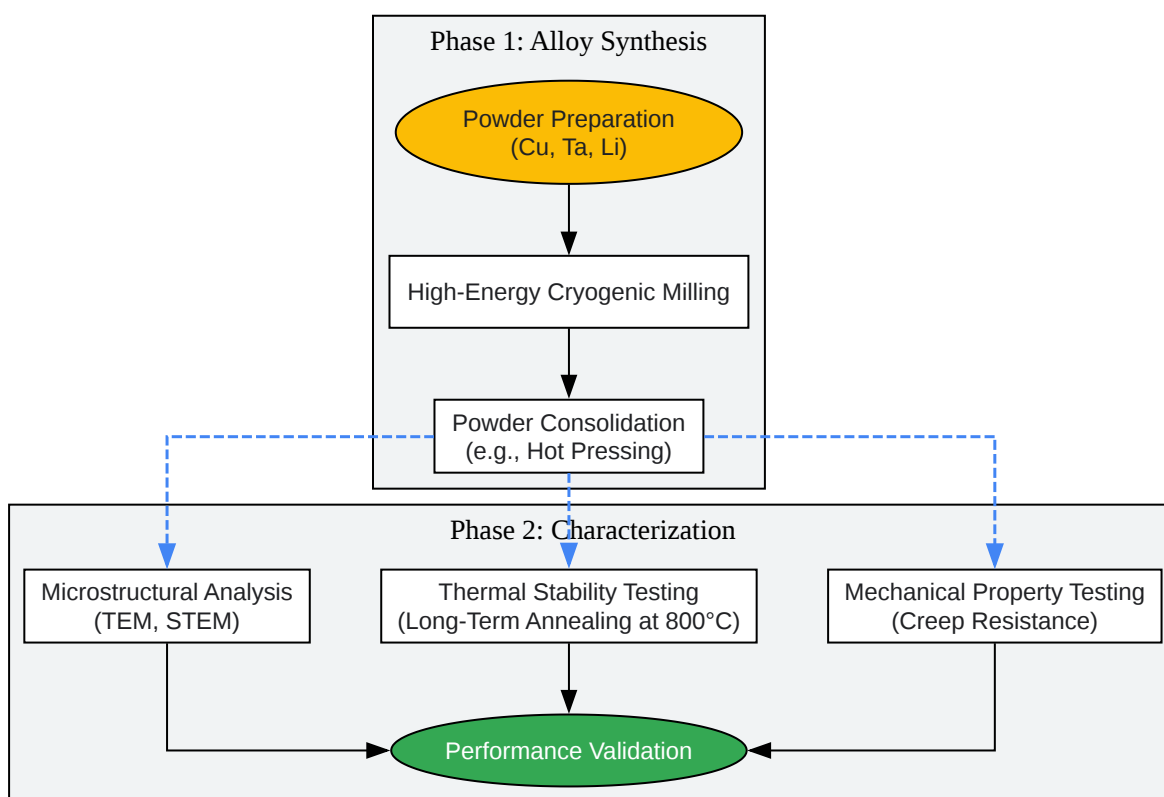 Phase 1: Alloy Synthesis
Powder Preparation
(Cu, Ta, Li)
High-Energy Cryogenic Milling
Powder Consolidation
(e.g., Hot Pressing)
Phase 2: Characterization
Microstructural Analysis
(TEM, STEM)
Thermal Stability Testing
(Long-Term Annealing at 800°C)
Mechanical Property Testing
(Creep Resistance)
Performance Validation